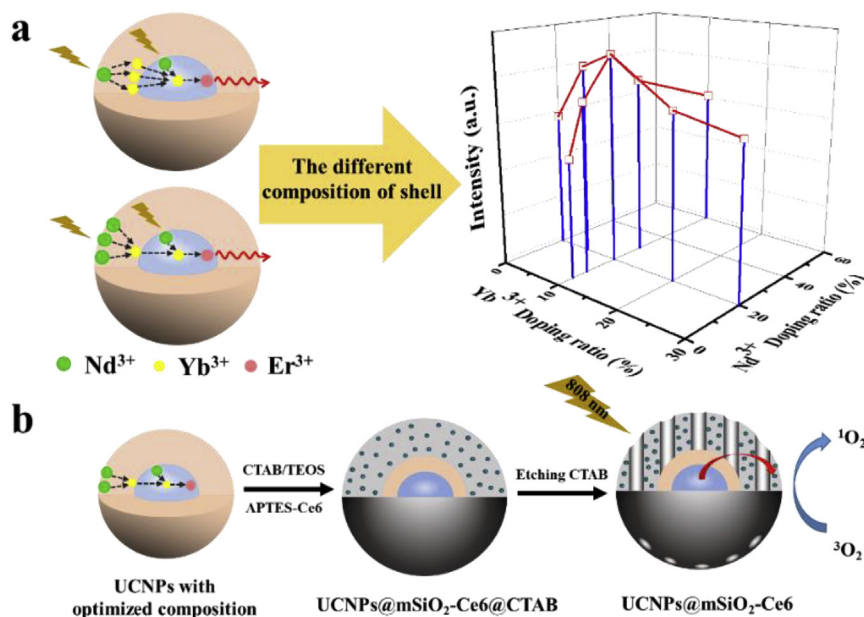 a
The different
composition of shell
Intensity (a.u.)
0
10
20
30
Yb³⁺ Doping ratio (%)
0
20
40
60
Nd³⁺ Doping ratio (%)
Nd³⁺ Yb³⁺ Er³⁺
b
808 nm
CTAB/TEOS
APTES-Ce6
Etching CTAB
¹O₂
³O₂
UCNPs with
optimized composition
UCNPs@mSiO₂-Ce6@CTAB
UCNPs@mSiO₂-Ce6